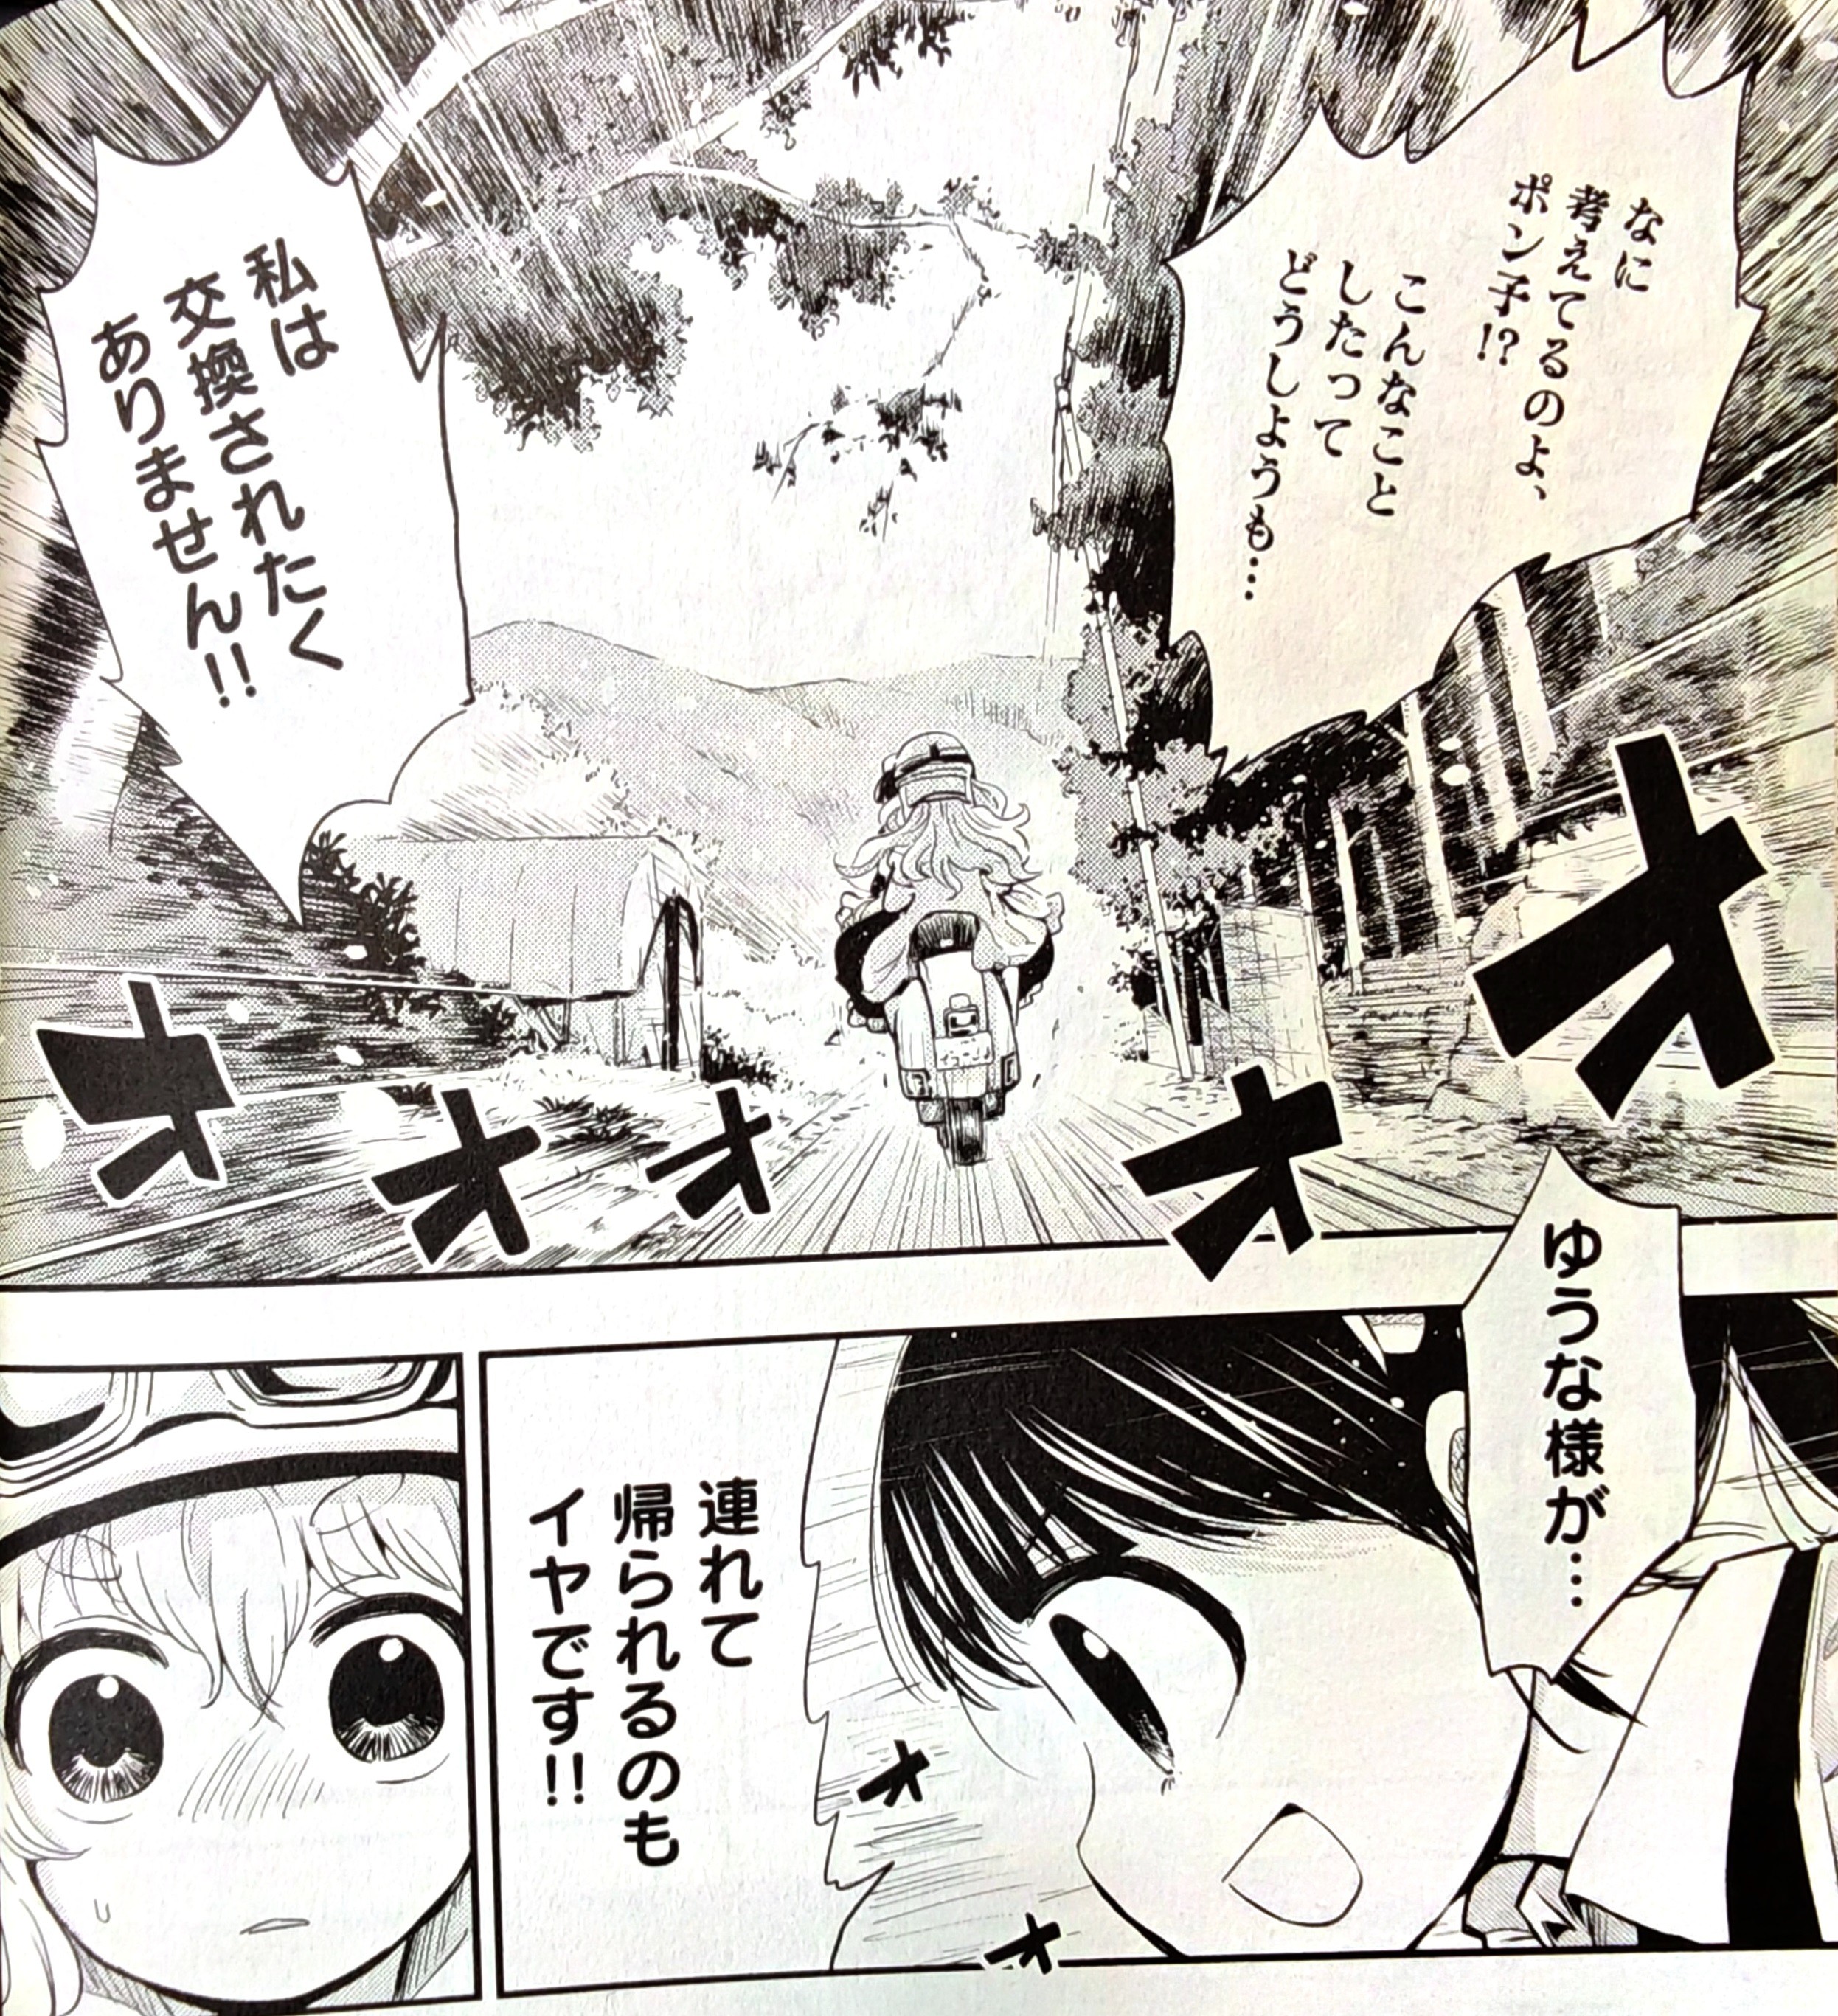 なに
考えてるのよ、
ポン子!?
こんなこと
したって
どうしようも…
私は
交換されたく
ありません!!
オ
オ
オ
オ
オ
ゆうな様が…
連れて
帰られるのも
イヤです!!
オ
オ